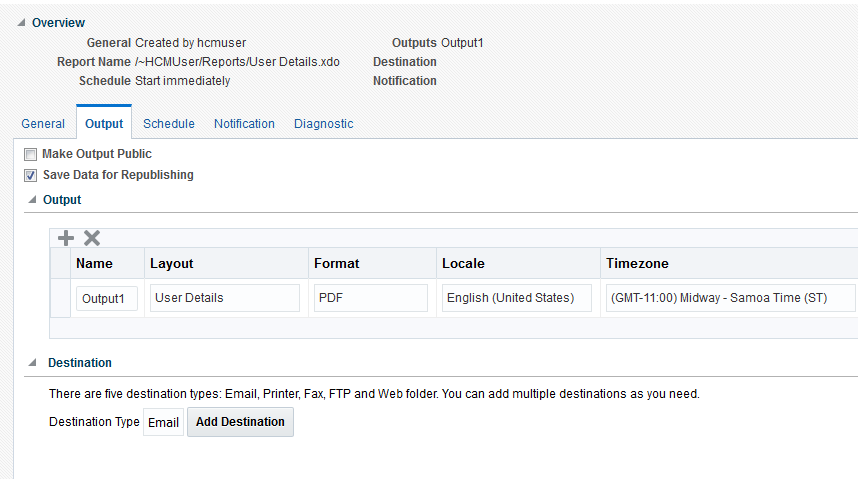 Overview
General Created by hcmuser Outputs Output1
Report Name /~HCMUser/Reports/User Details.xdo Destination
Schedule Start immediately Notification
General Output Schedule Notification Diagnostic
Make Output Public
Save Data for Republishing
Output
Name Layout Format Locale Timezone
Output1 User Details PDF English (United States) (GMT-11:00) Midway - Samoa Time (ST)
Destination
There are five destination types: Email, Printer, Fax, FTP and Web folder. You can add multiple destinations as you need.
Destination Type Email Add Destination